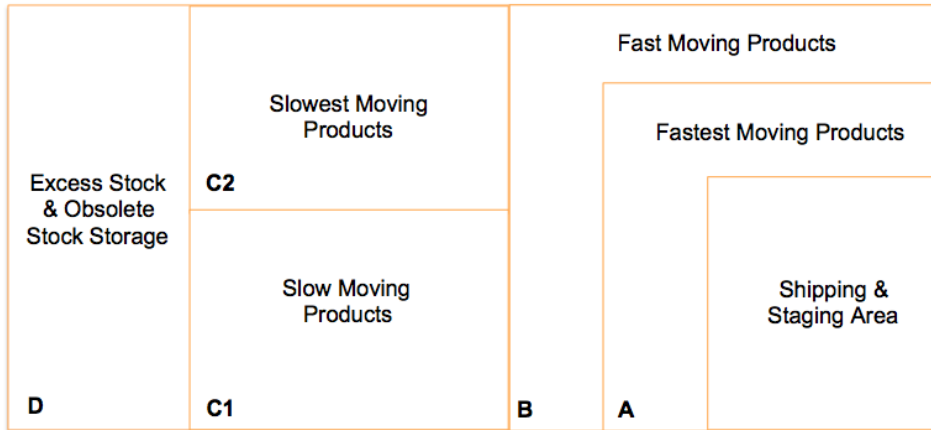 Excess Stock
& Obsolete
Stock Storage
D
Slowest Moving
Products
C2
Slow Moving
Products
C1
Fast Moving Products
B
Fastest Moving Products
A
Shipping &
Staging Area